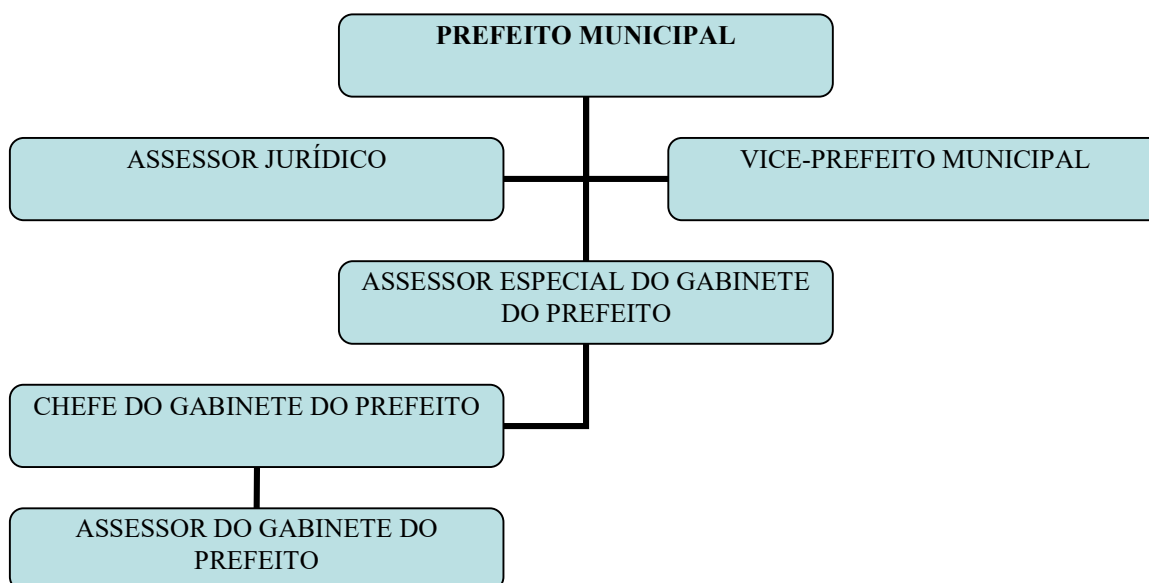 PREFEITO MUNICIPAL
ASSESSOR JURÍDICO
VICE-PREFEITO MUNICIPAL
ASSESSOR ESPECIAL DO GABINETE
DO PREFEITO
CHEFE DO GABINETE DO PREFEITO
ASSESSOR DO GABINETE DO
PREFEITO